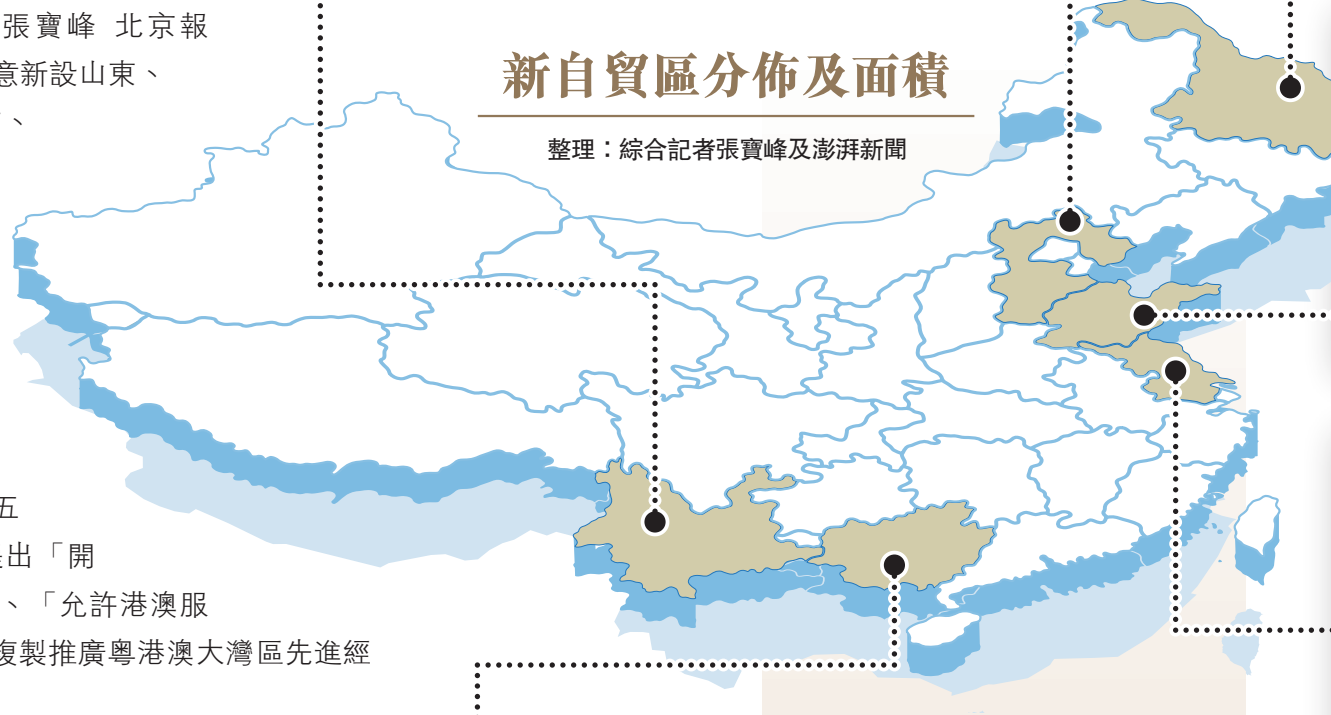 張寶峰 北京報
意新設山東、
、
新自貿區分佈及面積
整理：綜合記者張寶峰及澎湃新聞
五
出「開
、「允許港澳服
複製推廣粵港澳大灣區先進經